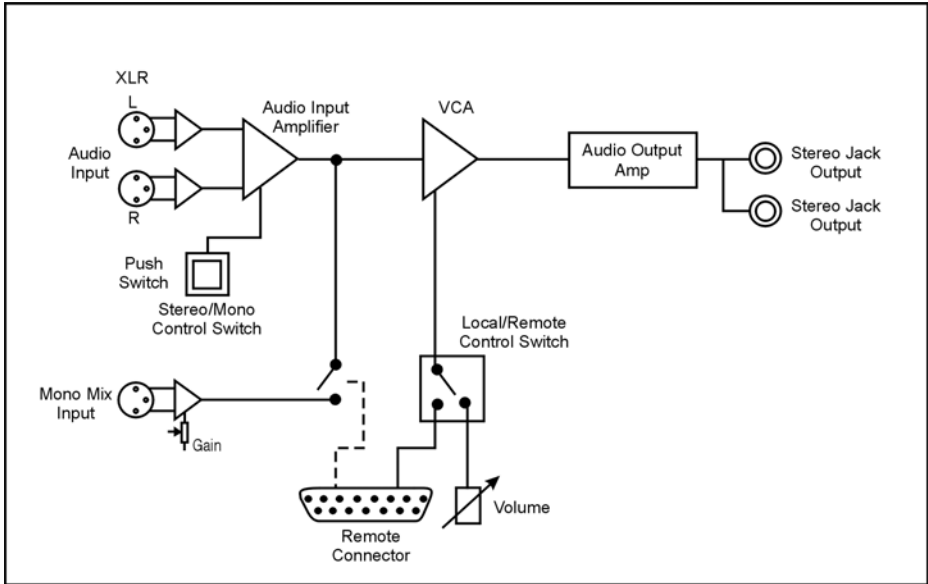 XLR
L
Audio
Input
R
Audio Input
Amplifier
VCA
Audio Output
Amp
Stereo Jack
Output
Stereo Jack
Output
Push
Switch
Stereo/Mono
Control Switch
Local/Remote
Control Switch
Mono Mix
Input
Gain
Volume
Remote
Connector